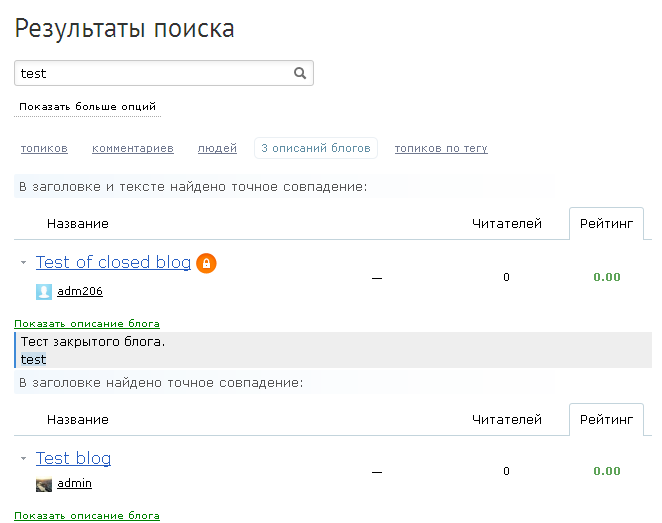 Результаты поиска
test
Показать больше опций
топиков комментариев людей 3 описаний блогов топиков по тегу
В заголовке и тексте найдено точное совпадение:
Название Читателей Рейтинг
Test of closed blog — 0 0.00
adm206
Показать описание блога
Тест закрытого блога.
test
В заголовке найдено точное совпадение:
Название Читателей Рейтинг
Test blog — 0 0.00
admin
Показать описание блога